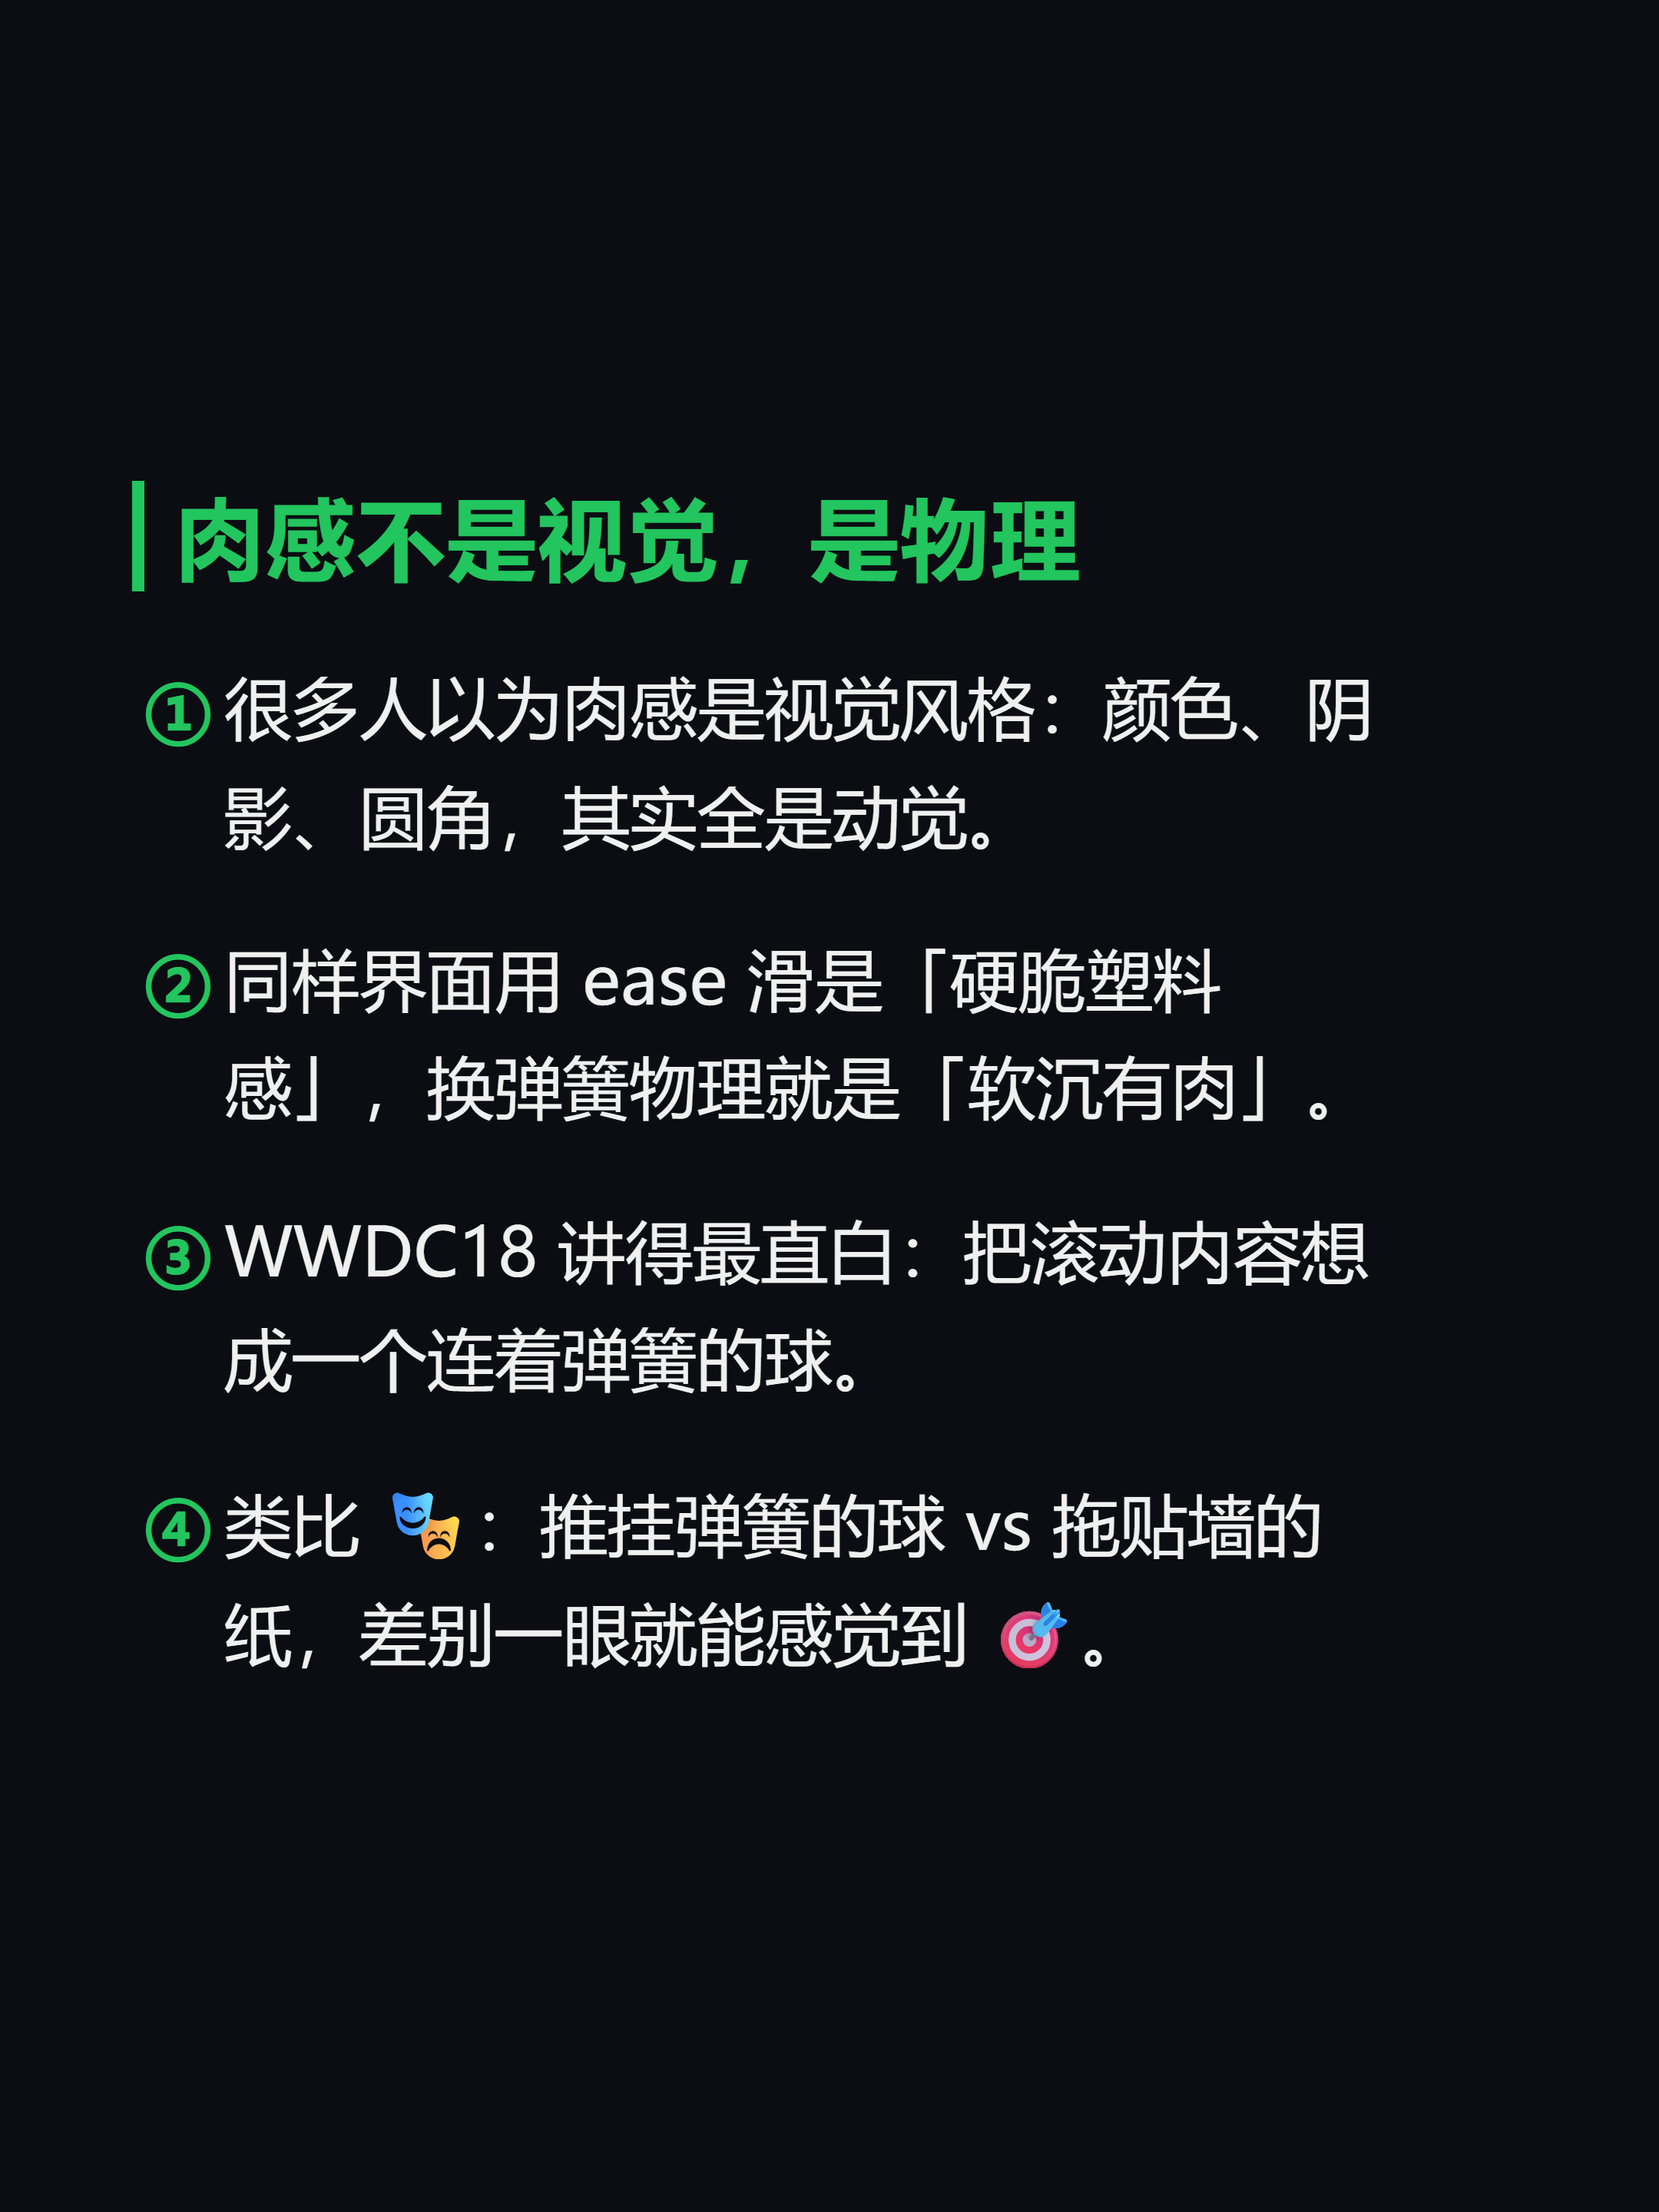 肉感不是视觉，是物理
①很多人以为肉感是视觉风格：颜色、阴
影、圆角，其实全是动觉。
②同样界面用 ease 滑是「硬脆塑料
感」，换弹簧物理就是「软沉有肉」。
③WWDC18 讲得最直白：把滚动内容想
成一个连着弹簧的球。
④类比 🎭：推挂弹簧的球 vs 拖贴墙的
纸，差别一眼就能感觉到 🎯。